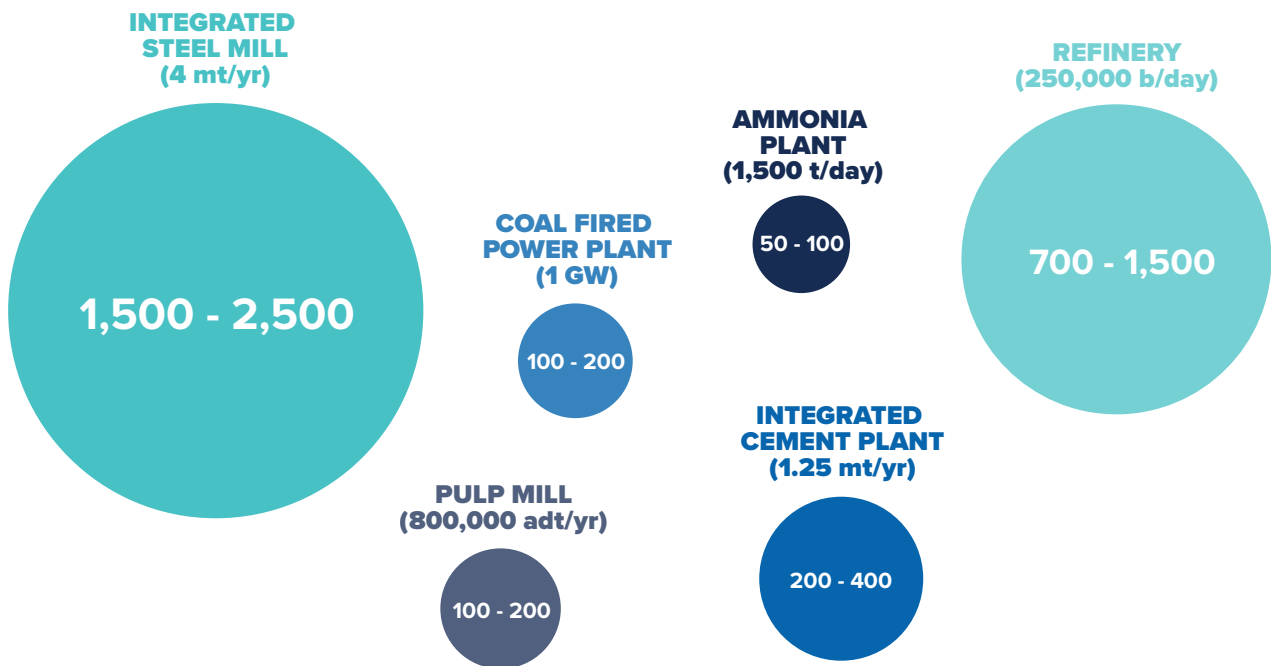 INTEGRATED
STEEL MILL
(4 mt/yr)
1,500 - 2,500
COAL FIRED
POWER PLANT
(1 GW)
100 - 200
PULP MILL
(800,000 adt/yr)
100 - 200
AMMONIA
PLANT
(1,500 t/day)
50 - 100
INTEGRATED
CEMENT PLANT
(1.25 mt/yr)
200 - 400
REFINERY
(250,000 b/day)
700 - 1,500